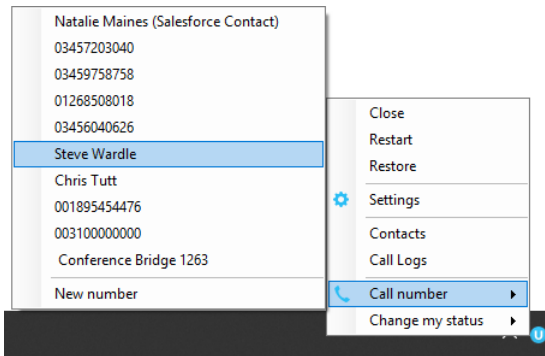 Natalie Maines (Salesforce Contact)
03457203040
03459758758
01268508018
03456040626
Steve Wardle
Chris Tutt
001895454476
003100000000
Conference Bridge 1263
New number
Close
Restart
Restore
Settings
Contacts
Call Logs
Call number
Change my status
U